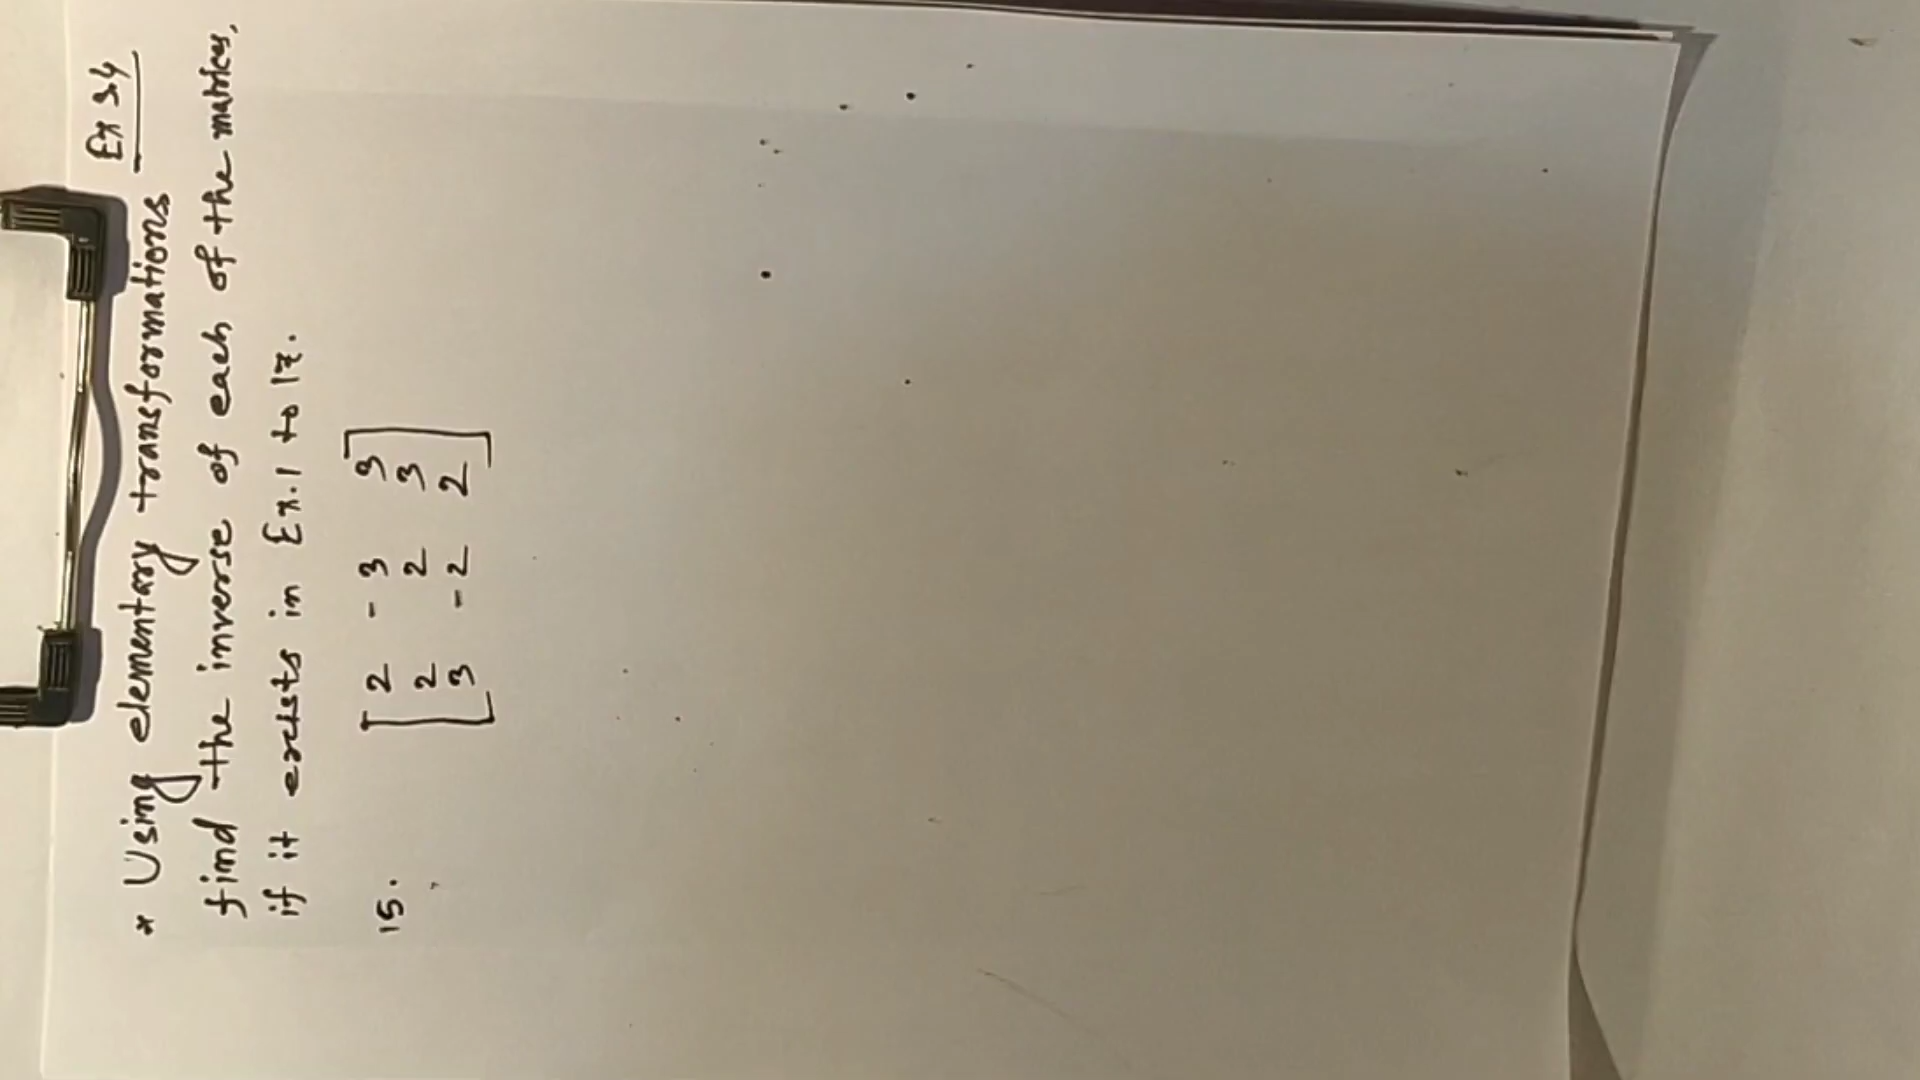 Ex 3.4
* Using elementary transformations
find the inverse of each of the matrices,
if it exists in Ex.1 to 17.
15. [ 2 -3 3
2 2 3
3 -2 2 ]